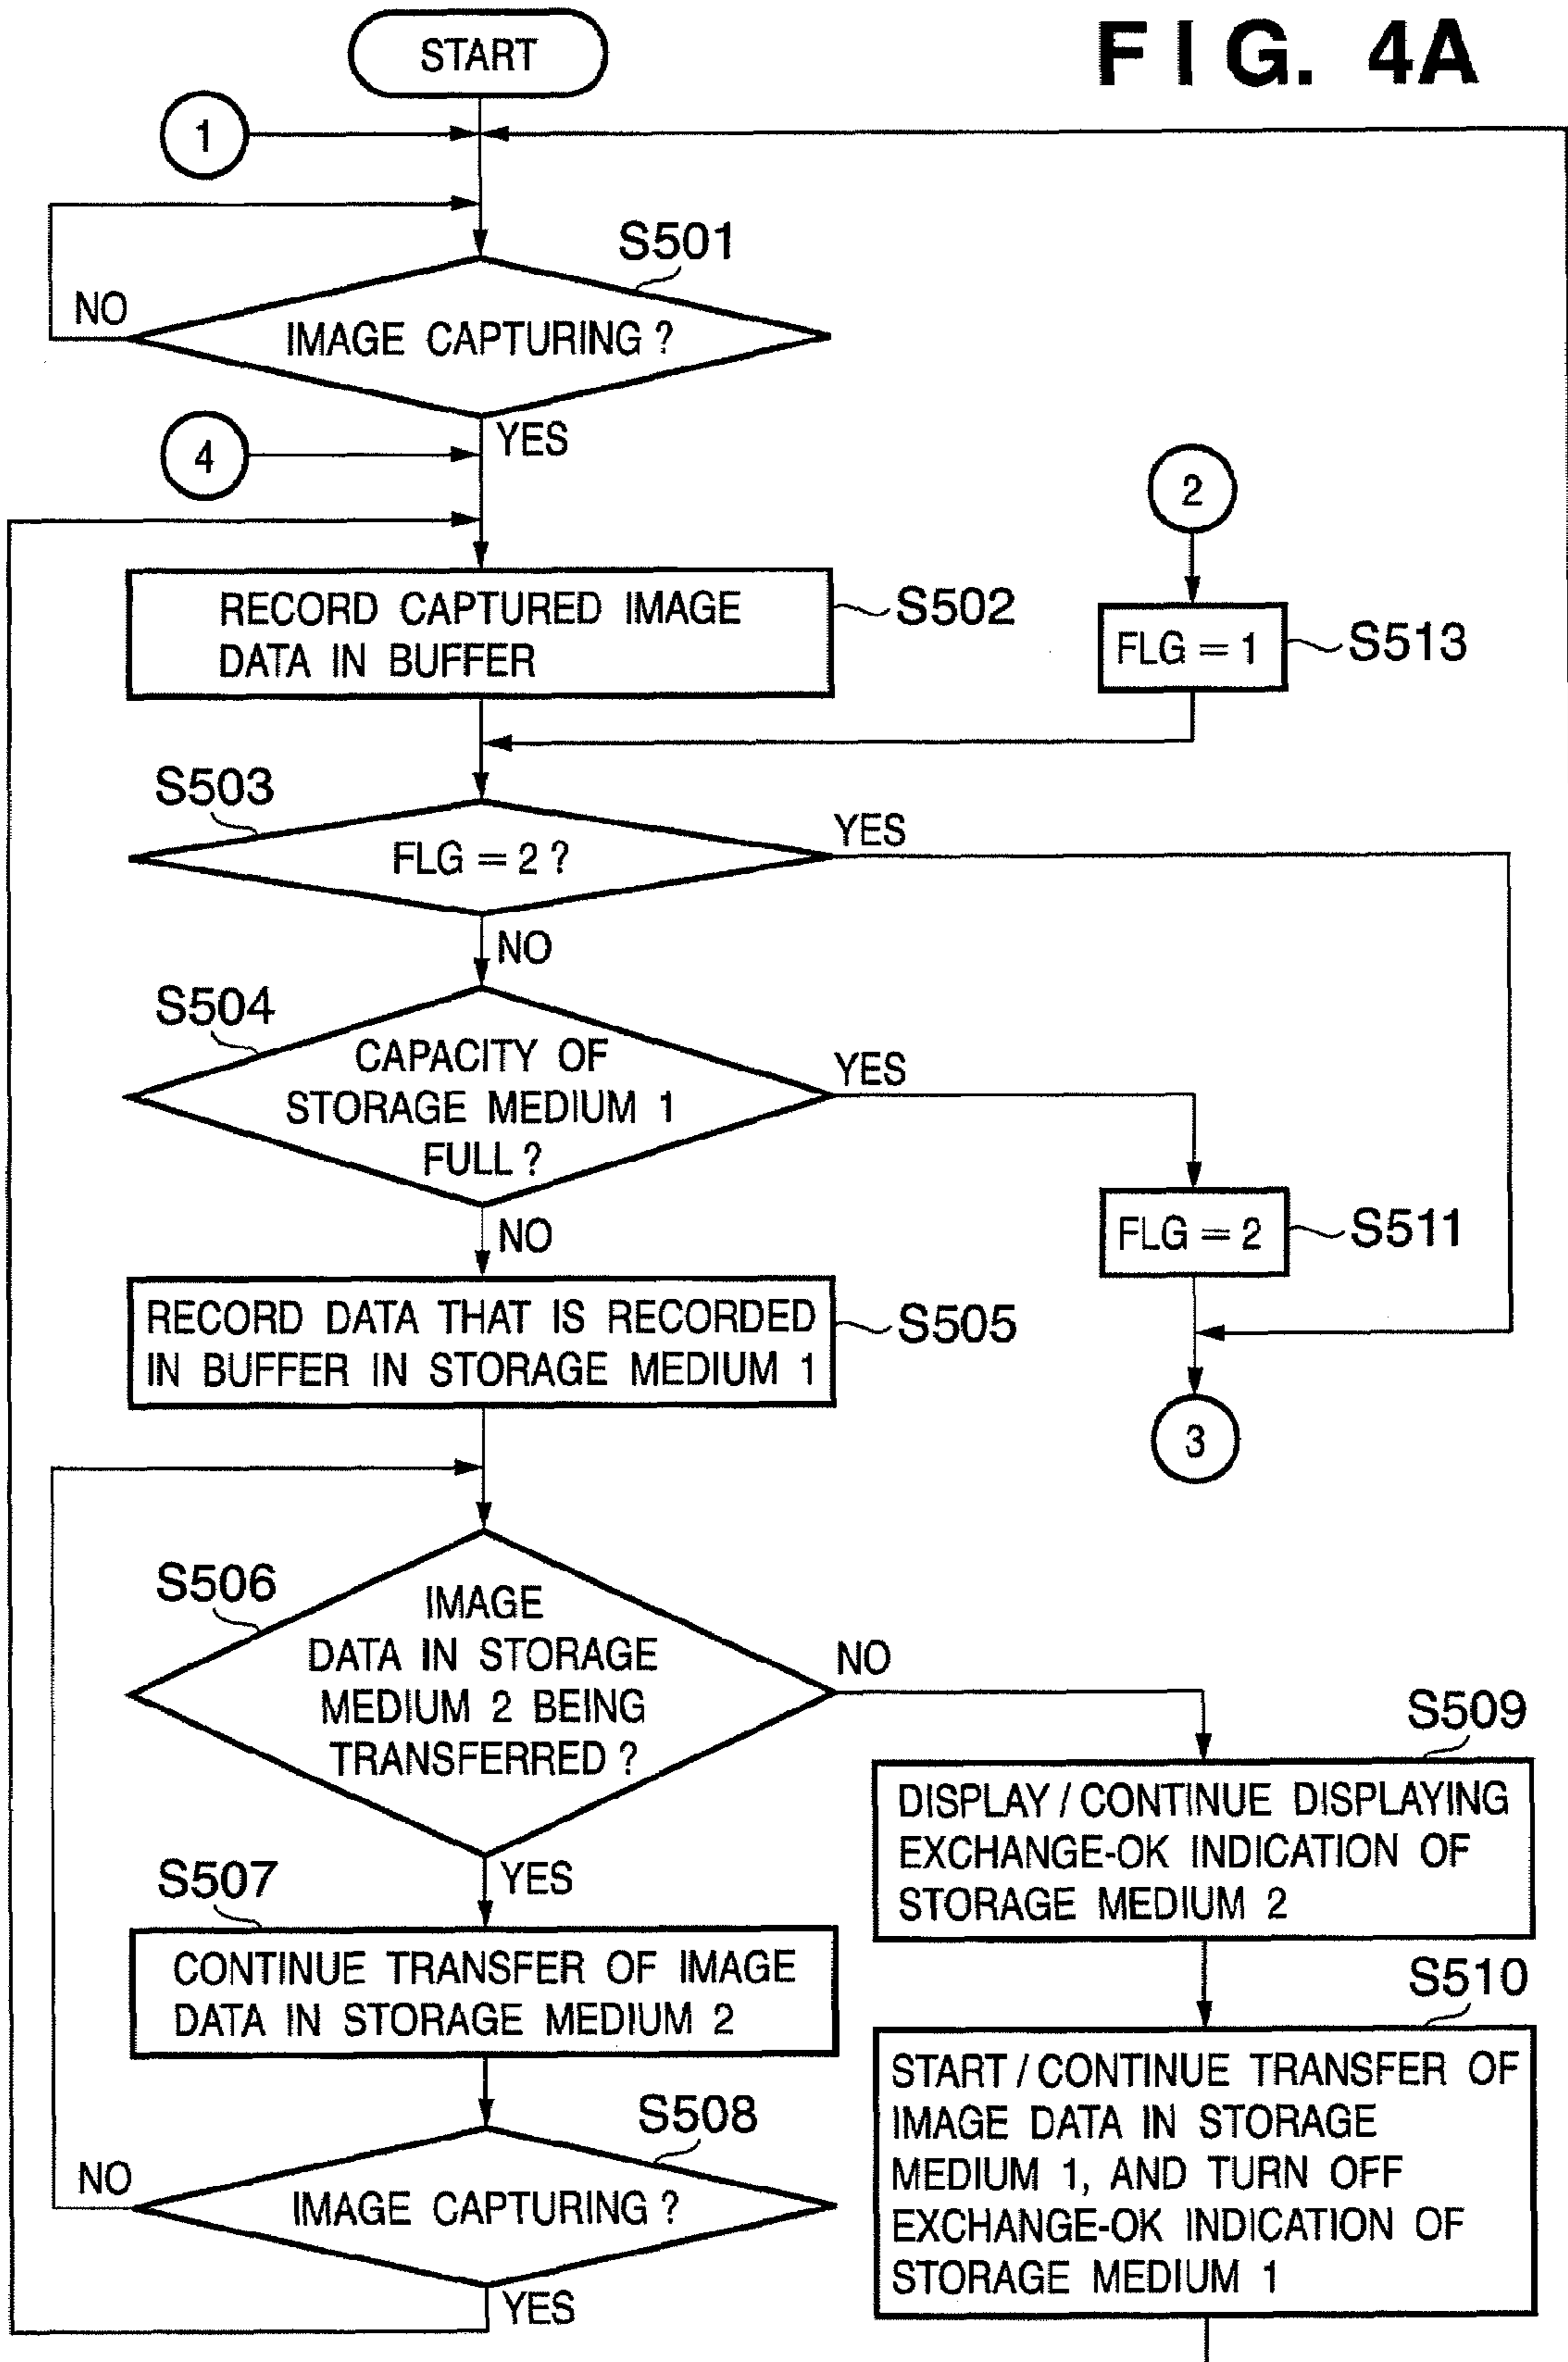 FIG. 4A
START
1
S501
NO
IMAGE CAPTURING ?
YES
4
2
RECORD CAPTURED IMAGE
DATA IN BUFFER
S502
FLG = 1
S513
S503
FLG = 2 ?
YES
NO
S504
CAPACITY OF
STORAGE MEDIUM 1
FULL ?
YES
NO
FLG = 2
S511
RECORD DATA THAT IS RECORDED
IN BUFFER IN STORAGE MEDIUM 1
S505
3
S506
IMAGE
DATA IN STORAGE
MEDIUM 2 BEING
TRANSFERRED ?
NO
YES
S509
DISPLAY / CONTINUE DISPLAYING
EXCHANGE-OK INDICATION OF
STORAGE MEDIUM 2
S507
CONTINUE TRANSFER OF IMAGE
DATA IN STORAGE MEDIUM 2
S510
START / CONTINUE TRANSFER OF
IMAGE DATA IN STORAGE
MEDIUM 1, AND TURN OFF
EXCHANGE-OK INDICATION OF
STORAGE MEDIUM 1
S508
NO
IMAGE CAPTURING ?
YES